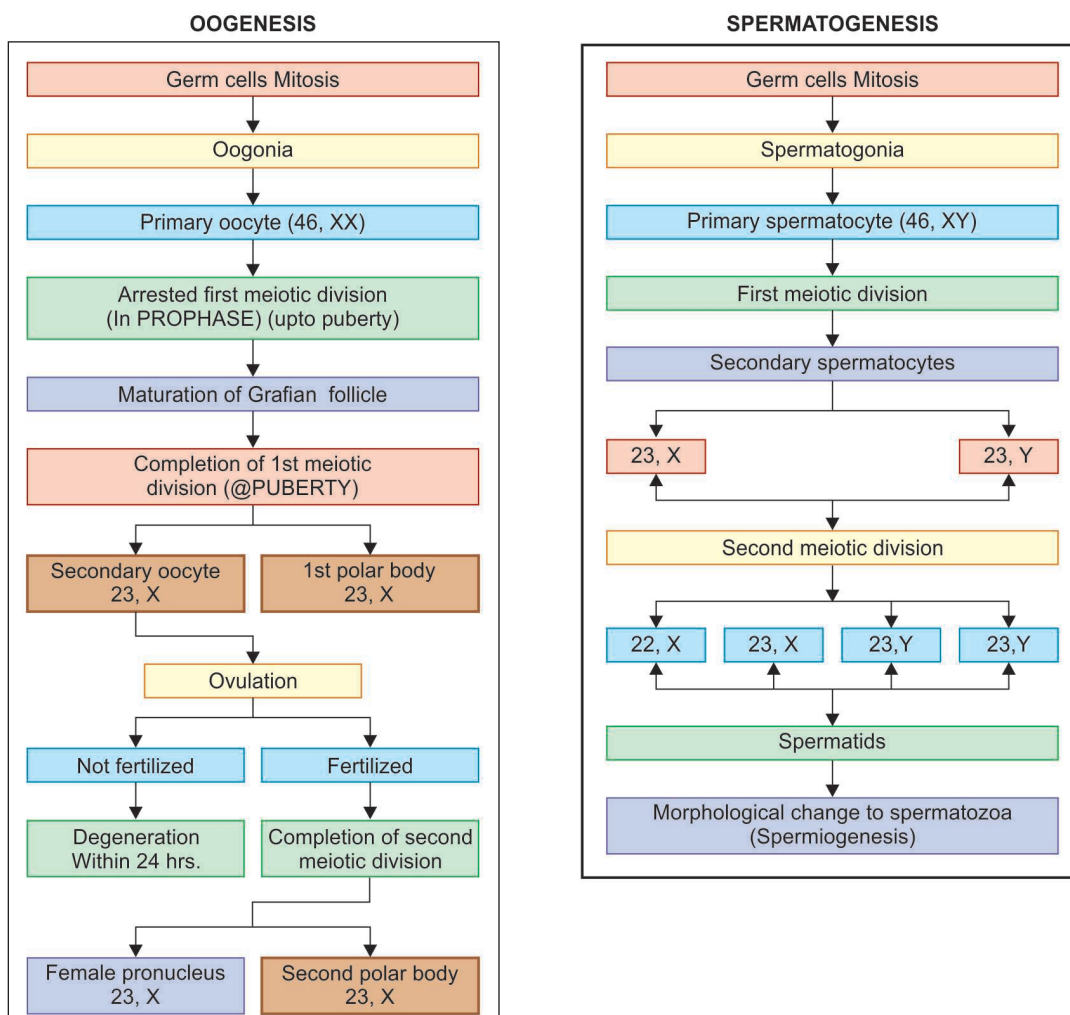 OOGENESIS
Germ cells Mitosis
Oogonia
Primary oocyte (46, XX)
Arrested first meiotic division
(In PROPHASE) (upto puberty)
Maturation of Grafian follicle
Completion of 1st meiotic
division (@PUBERTY)
Secondary oocyte
23, X
1st polar body
23, X
Ovulation
Not fertilized
Fertilized
Degeneration
Within 24 hrs.
Completion of second
meiotic division
Female pronucleus
23, X
Second polar body
23, X
SPERMATOGENESIS
Germ cells Mitosis
Spermatogonia
Primary spermatocyte (46, XY)
First meiotic division
Secondary spermatocytes
23, X
23, Y
Second meiotic division
22, X
23, X
23,Y
23,Y
Spermatids
Morphological change to spermatozoa
(Spermiogenesis)